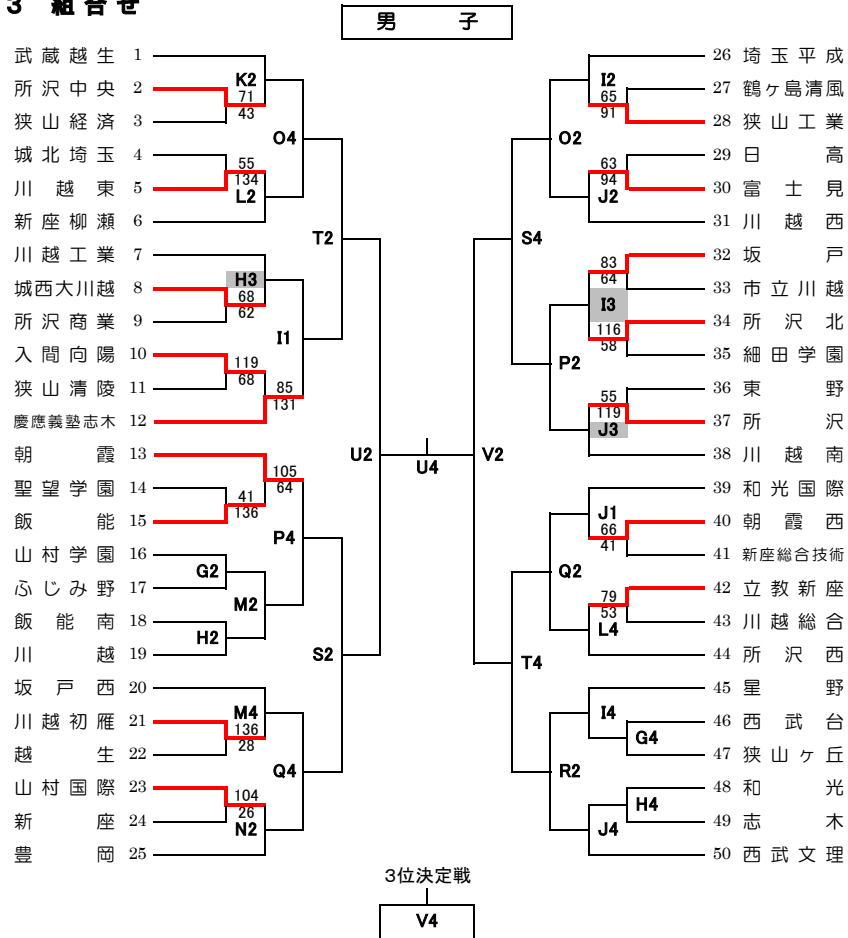 3 組合せ
男 子
武蔵越生 1
K2
所沢中央 2
71
43
狭山経済 3
O4
城北埼玉 4
55
134
川越東 5
L2
新座柳瀬 6
T2
川越工業 7
H3
城西大川越 8
68
62
所沢商業 9
I1
入間向陽 10
119
68
狭山清陵 11
85
131
慶應義塾志木 12
U2
朝霞 13
105
64
聖望学園 14
41
136
飯能 15
P4
山村学園 16
G2
ふじみ野 17
M2
飯能南 18
H2
川越 19
S2
坂戸西 20
M4
川越初雁 21
136
28
越生 22
Q4
山村国際 23
104
26
新座 24
N2
豊岡 25
U4
26 埼玉平成
I2
27 鶴ヶ島清風
65
91
28 狭山工業
O2
29 日高
63
94
30 富士見
J2
31 川越西
S4
32 坂戸
83
64
33 市立川越
I3
34 所沢北
116
58
35 細田学園
P2
36 東野
55
119
37 所沢
J3
38 川越南
V2
39 和光国際
J1
40 朝霞西
66
41
41 新座総合技術
Q2
42 立教新座
79
53
43 川越総合
L4
44 所沢西
T4
45 星野
I4
46 西武台
G4
47 狭山ヶ丘
R2
48 和光
H4
49 志木
J4
50 西武文理
3位決定戦
V4